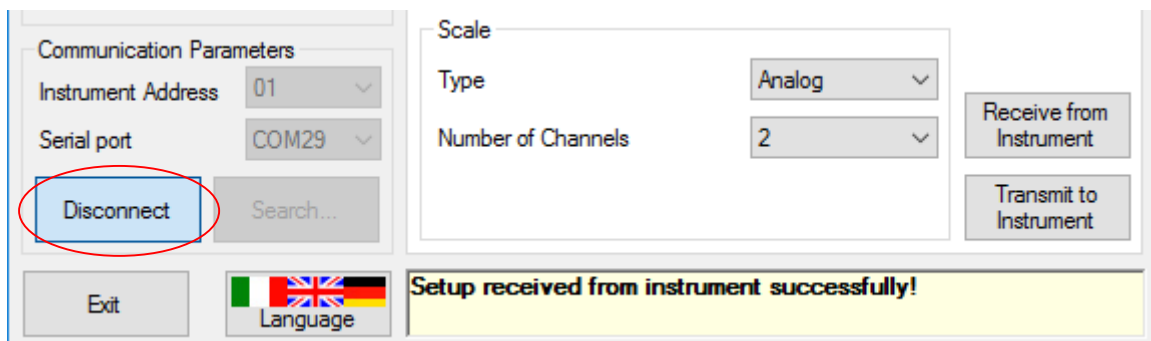 Communication Parameters
Instrument Address 01
Serial port COM29
Disconnect
Search...
Exit
Language
Scale
Type Analog
Number of Channels 2
Receive from
Instrument
Transmit to
Instrument
Setup received from instrument successfully!